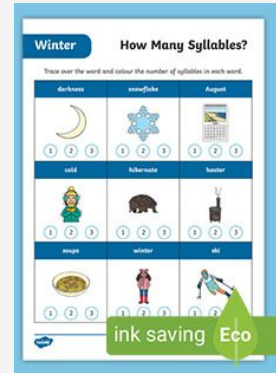 Winter
How Many Syllables?
Trace over the word and colour the number of syllables in each word.
darkness snowflake August
1 2 3 1 2 3 1 2 3
cold hibernate heater
1 2 3 1 2 3 1 2 3
soups winter ski
1 2 3 1 2 3 1 2 3
twinkl
ink saving Eco